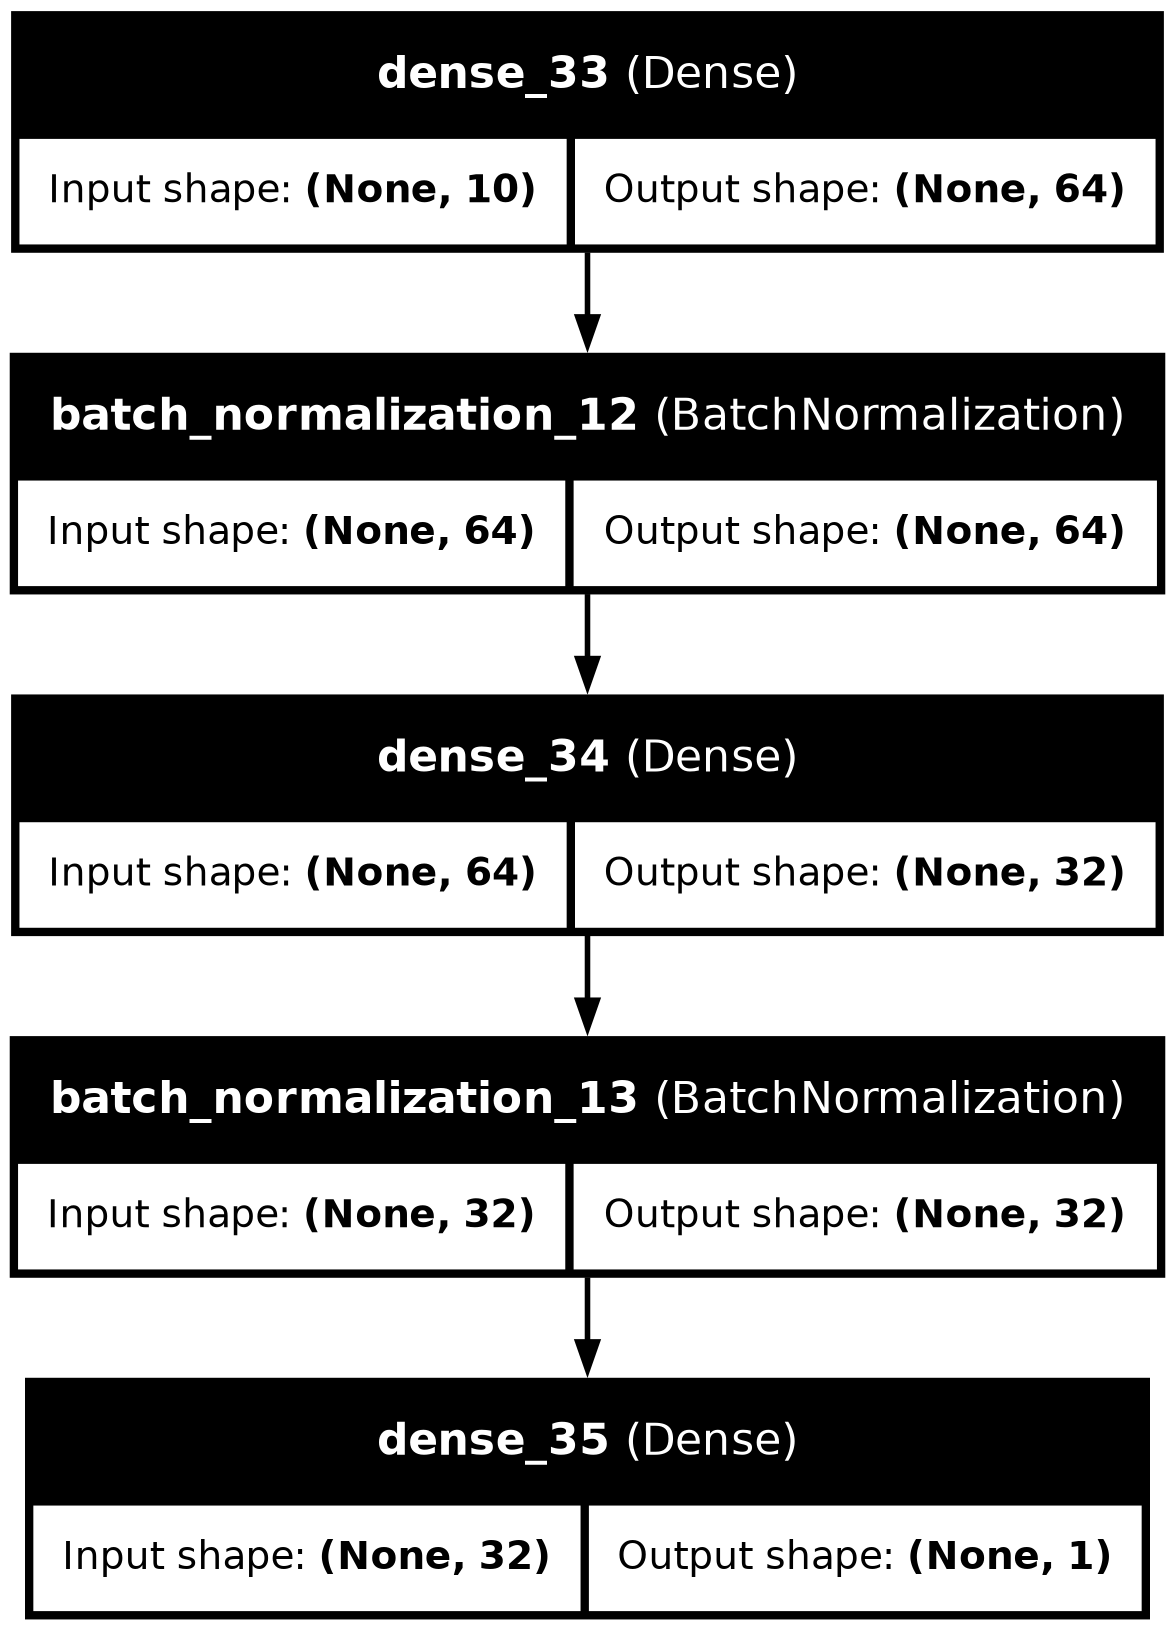 dense_33 (Dense)
Input shape: (None, 10) Output shape: (None, 64)
batch_normalization_12 (BatchNormalization)
Input shape: (None, 64) Output shape: (None, 64)
dense_34 (Dense)
Input shape: (None, 64) Output shape: (None, 32)
batch_normalization_13 (BatchNormalization)
Input shape: (None, 32) Output shape: (None, 32)
dense_35 (Dense)
Input shape: (None, 32) Output shape: (None, 1)